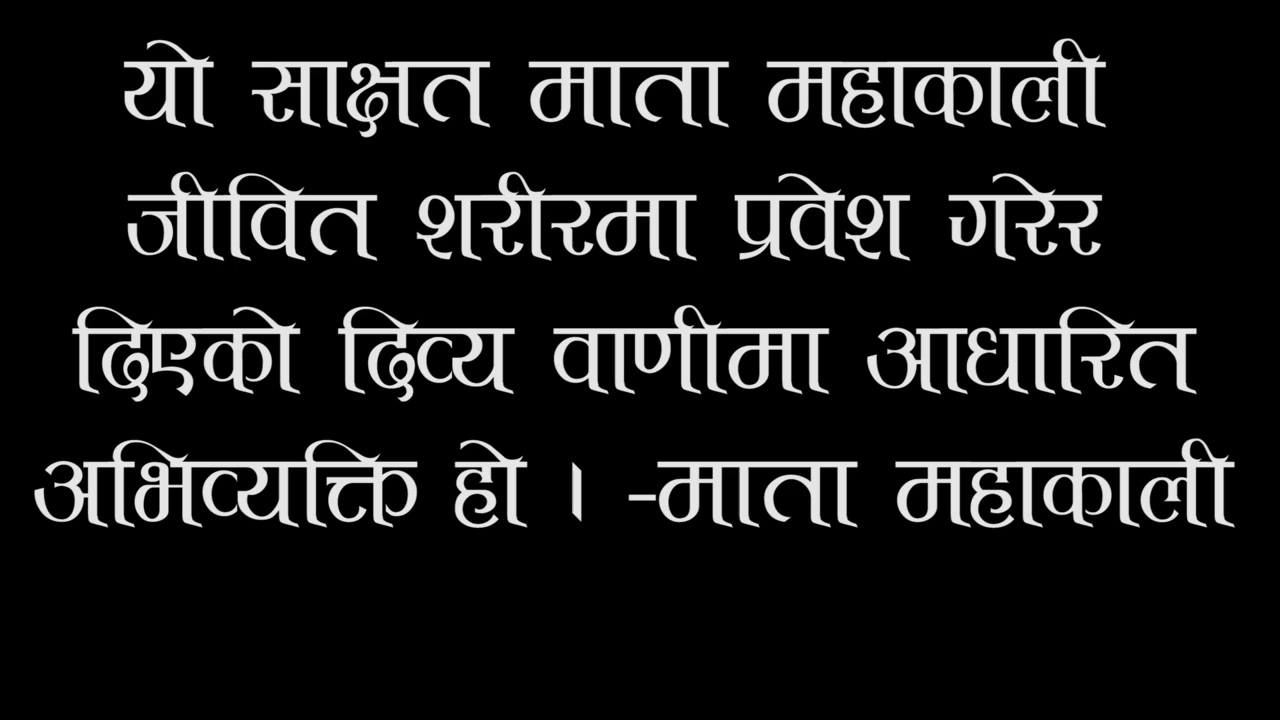 यो साक्षत माता महाकाली
जीवित शरीरमा प्रवेश गरेर
दिएको दिव्य वाणीमा आधारित
अभिव्यक्ति हो । -माता महाकाली